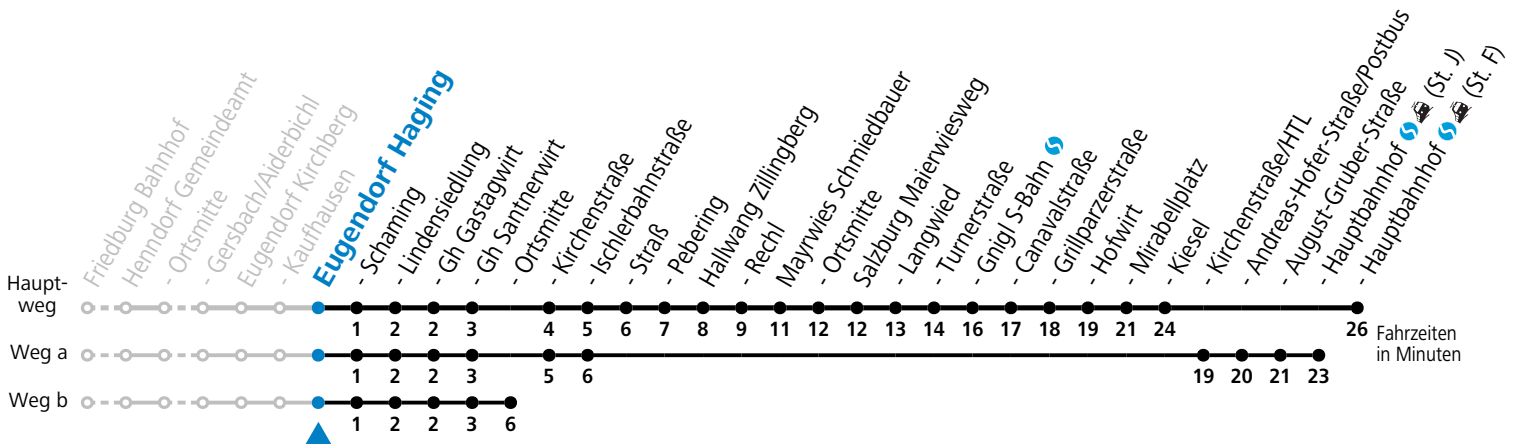 Friedburg Bahnhof
Henndorf Gemeindeamt
- Ortsmitte
- Gersbach/Aiderbichl
Eugendorf Kirchberg
- Kaufhausen
Eugendorf Haging
- Schaming
- Lindensiedlung
- Gh Gastagwirt
- Gh Santnerwirt
- Ortsmitte
- Kirchenstraße
- Ischlerbahnstraße
- Straß
- Pebering
Hallwang Zillingberg
- Rechl
Mayrwies Schmiedbauer
- Ortsmitte
Salzburg Maierwiesweg
- Langwied
- Turnerstraße
- Gnigl S-Bahn
- Canavalstraße
- Grillparzerstraße
- Hofwirt
- Mirabellplatz
- Kiesel
- Kirchenstraße/HTL
- Andreas-Hofer-Straße/Postbus
- August-Gruber-Straße
- Hauptbahnhof (St. J)
- Hauptbahnhof (St. F)
Haupt-
weg
1 2 2 3 4 5 6 7 8 9 11 12 12 13 14 16 17 18 19 21 24 26
Fahrzeiten
in Minuten
Weg a
1 2 2 3 5 6 19 20 21 23
Weg b
1 2 2 3 6